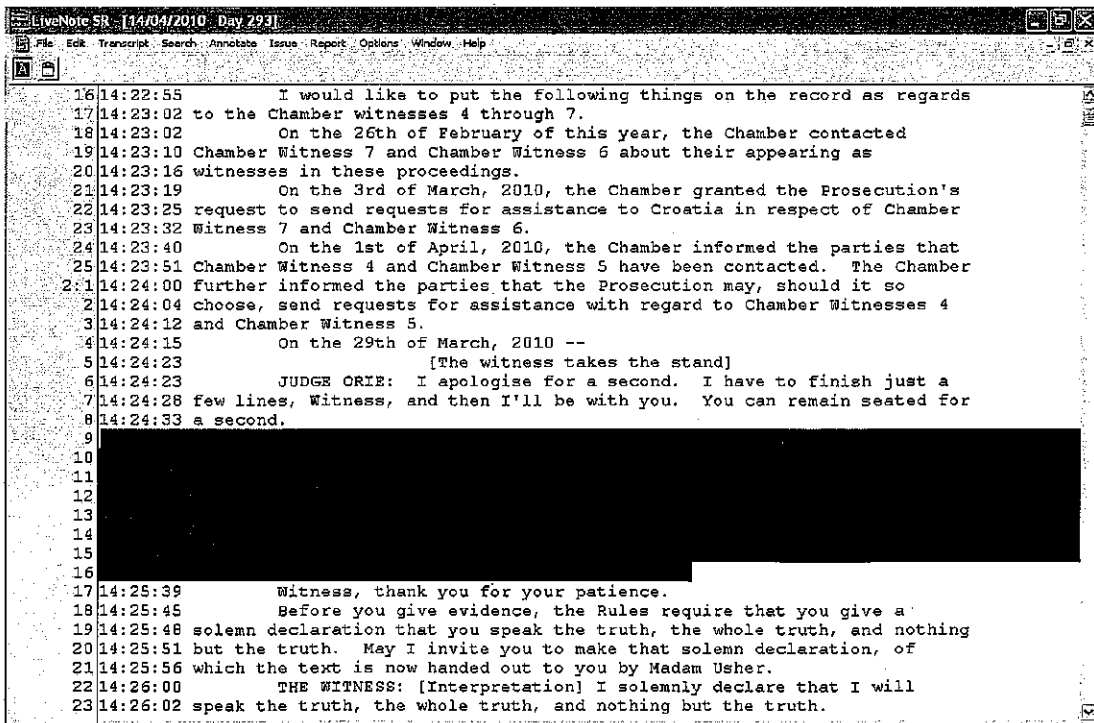 LiveNote SR - [14/04/2010 Day 293]
File Edit Transcript Search Annotate Issue Report Options Window Help
A
16 14:22:55 I would like to put the following things on the record as regards
17 14:23:02 to the Chamber witnesses 4 through 7.
18 14:23:02 On the 26th of February of this year, the Chamber contacted
19 14:23:10 Chamber Witness 7 and Chamber Witness 6 about their appearing as
20 14:23:16 witnesses in these proceedings.
21 14:23:19 On the 3rd of March, 2010, the Chamber granted the Prosecution's
22 14:23:25 request to send requests for assistance to Croatia in respect of Chamber
23 14:23:32 Witness 7 and Chamber Witness 6.
24 14:23:40 On the 1st of April, 2010, the Chamber informed the parties that
25 14:23:51 Chamber Witness 4 and Chamber Witness 5 have been contacted. The Chamber
2:1 14:24:00 further informed the parties that the Prosecution may, should it so
2 14:24:04 choose, send requests for assistance with regard to Chamber Witnesses 4
3 14:24:12 and Chamber Witness 5.
4 14:24:15 On the 29th of March, 2010 --
5 14:24:23 [The witness takes the stand]
6 14:24:23 JUDGE ORIE: I apologise for a second. I have to finish just a
7 14:24:28 few lines, Witness, and then I'll be with you. You can remain seated for
8 14:24:33 a second.
9
10
11
12
13
14
15
16
17 14:25:39 Witness, thank you for your patience.
18 14:25:45 Before you give evidence, the Rules require that you give a
19 14:25:48 solemn declaration that you speak the truth, the whole truth, and nothing
20 14:25:51 but the truth. May I invite you to make that solemn declaration, of
21 14:25:56 which the text is now handed out to you by Madam Usher.
22 14:26:00 THE WITNESS: [Interpretation] I solemnly declare that I will
23 14:26:02 speak the truth, the whole truth, and nothing but the truth.